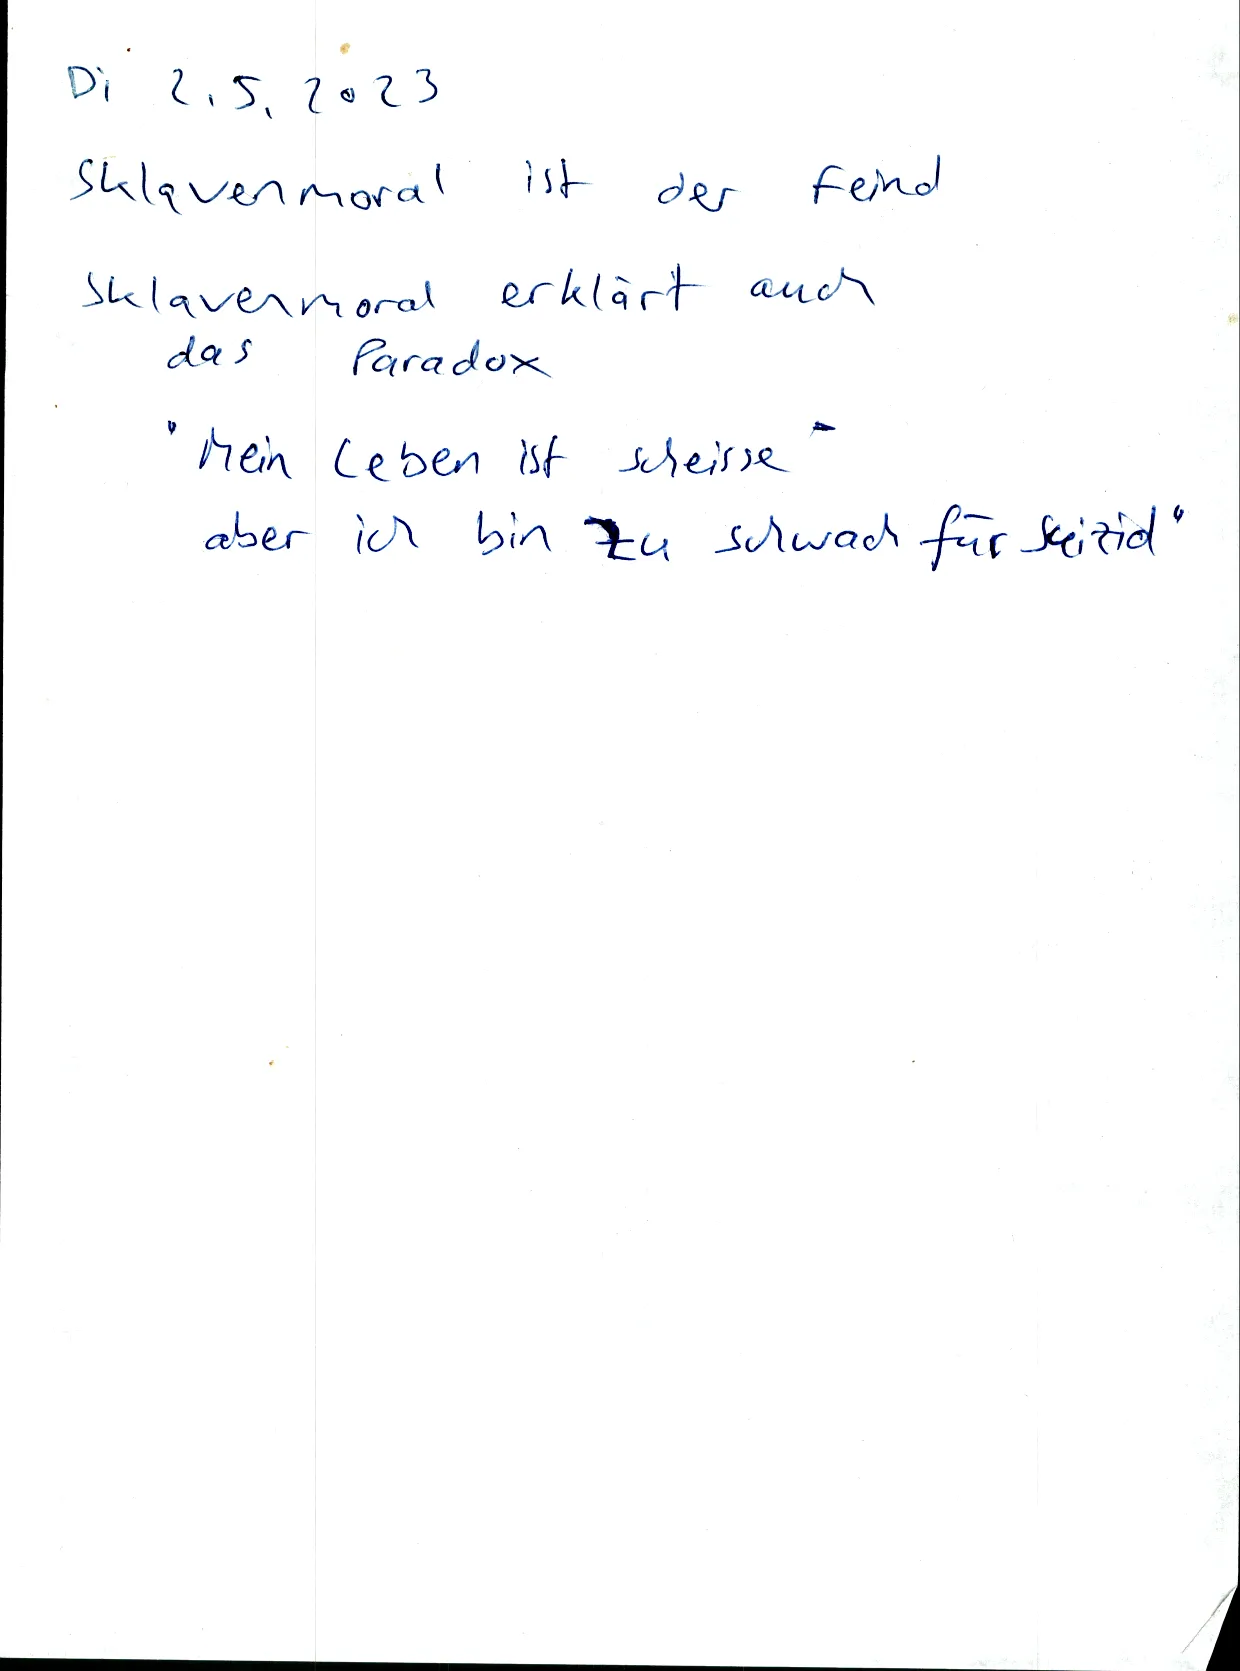 Di 2.5.2023
Sklavenmoral ist der Feind
Sklavenmoral erklärt auch
das Paradox
"Mein Leben ist scheisse
aber ich bin zu schwach für Suizid"